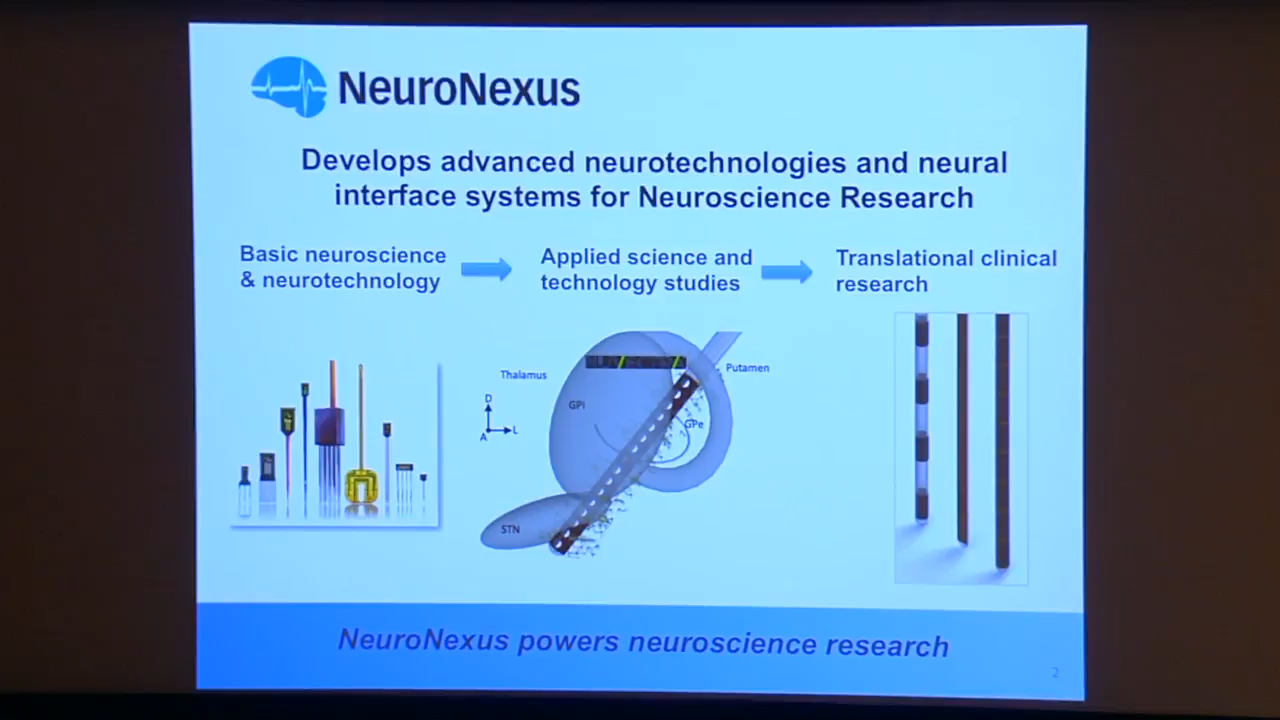 NeuroNexus
Develops advanced neurotechnologies and neural
interface systems for Neuroscience Research
Basic neuroscience
& neurotechnology
Applied science and
technology studies
Translational clinical
research
Thalamus
Putamen
GPi
GPe
D
L
A
STN
NeuroNexus powers neuroscience research
2